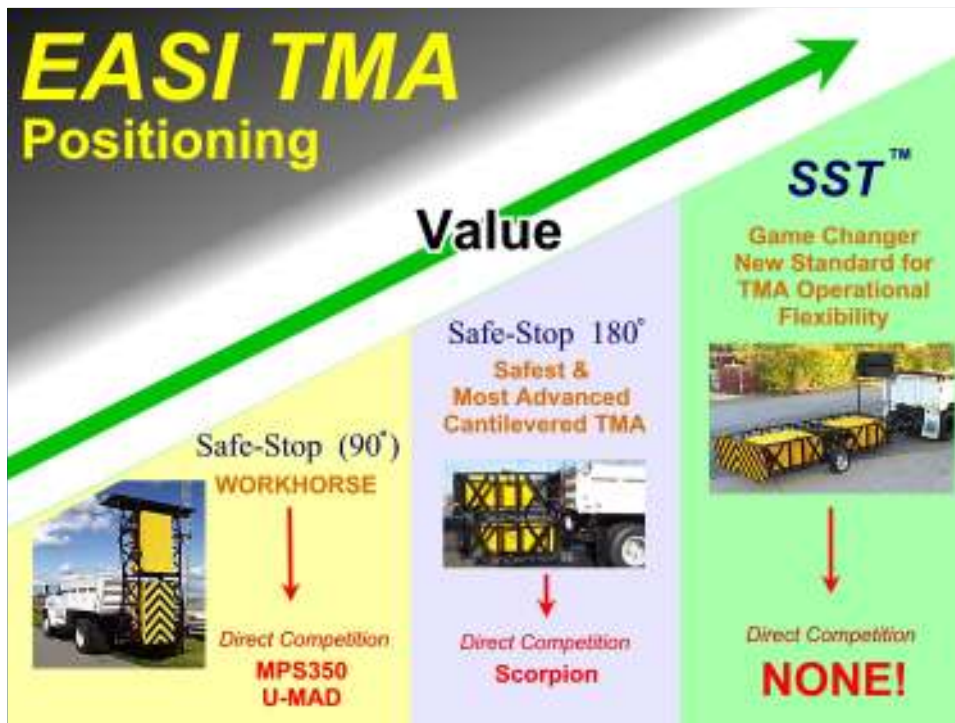 EASI TMA
Positioning
Value
Safe-Stop (90°)
WORKHORSE
Direct Competition
MPS350
U-MAD
Safe-Stop 180°
Safest &
Most Advanced
Cantilevered TMA
Direct Competition
Scorpion
SST™
Game Changer
New Standard for
TMA Operational
Flexibility
Direct Competition
NONE!